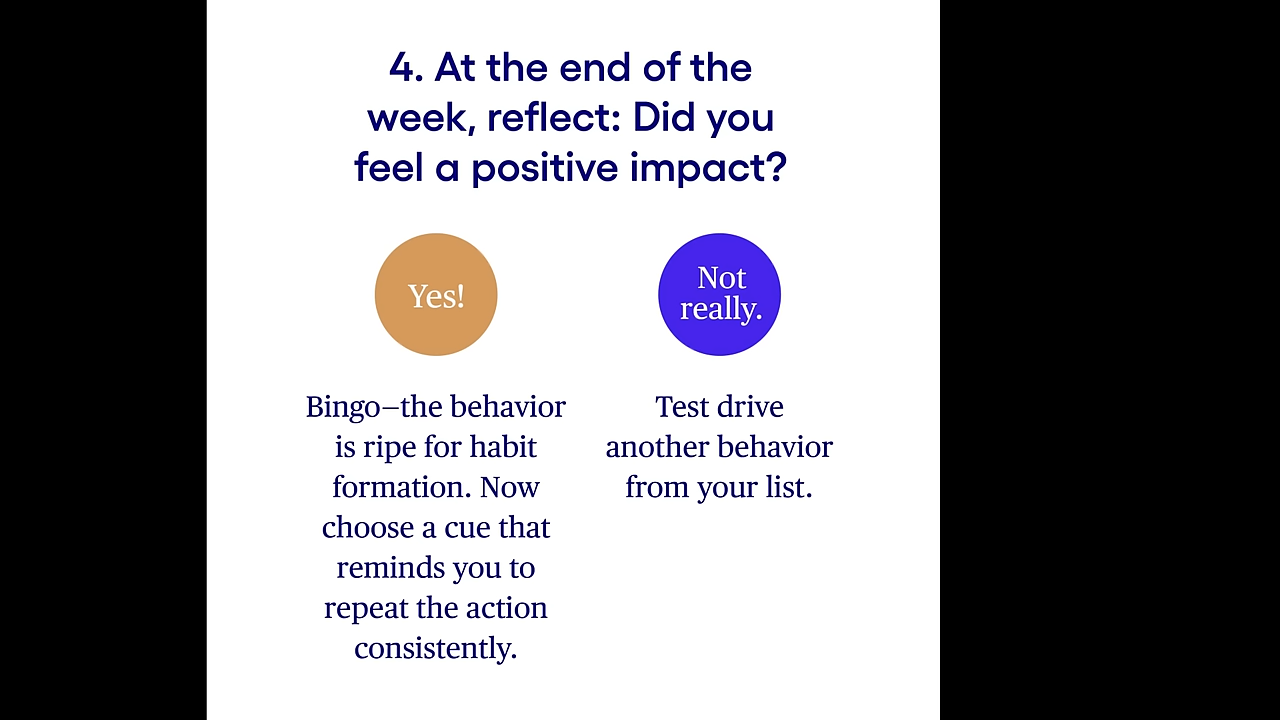 4. At the end of the
week, reflect: Did you
feel a positive impact?
Yes!
Bingo—the behavior
is ripe for habit
formation. Now
choose a cue that
reminds you to
repeat the action
consistently.
Not
really.
Test drive
another behavior
from your list.